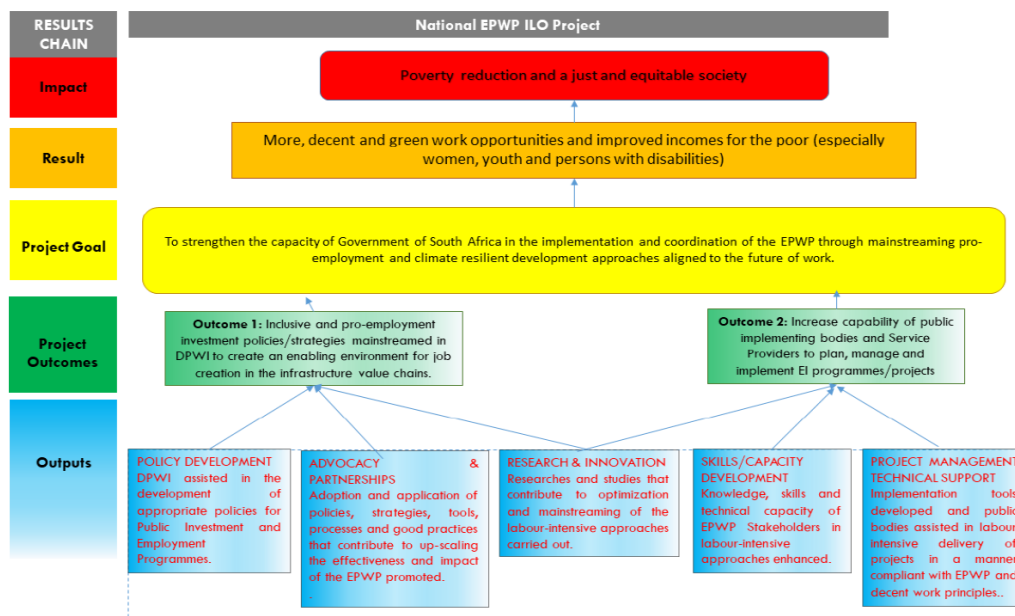 RESULTS
CHAIN
National EPWP ILO Project
Impact
Poverty reduction and a just and equitable society
Result
More, decent and green work opportunities and improved incomes for the poor (especially
women, youth and persons with disabilities)
Project Goal
To strengthen the capacity of Government of South Africa in the implementation and coordination of the EPWP through mainstreaming pro-
employment and climate resilient development approaches aligned to the future of work.
Project
Outcomes
Outcome 1: Inclusive and pro-employment
investment policies/strategies mainstreamed in
DPWI to create an enabling environment for job
creation in the infrastructure value chains.
Outcome 2: Increase capability of public
implementing bodies and Service
Providers to plan, manage and
implement EI programmes/projects
Outputs
POLICY DEVELOPMENT
DPWI assisted in the
development of
appropriate policies for
Public Investment and
Employment
Programmes.
ADVOCACY &
PARTNERSHIPS
Adoption and application of
policies, strategies, tools,
processes and good practices
that contribute to up-scaling
the effectiveness and impact
of the EPWP promoted.
.
RESEARCH & INNOVATION
Researches and studies that
contribute to optimization
and mainstreaming of the
labour-intensive approaches
carried out.
SKILLS/CAPACITY
DEVELOPMENT
Knowledge, skills and
technical capacity of
EPWP Stakeholders in
labour-intensive
approaches enhanced.
PROJECT MANAGEMENT
TECHNICAL SUPPORT
Implementation tools
developed and public
bodies assisted in labour
intensive delivery of
projects in a manner
compliant with EPWP and
decent work principles..